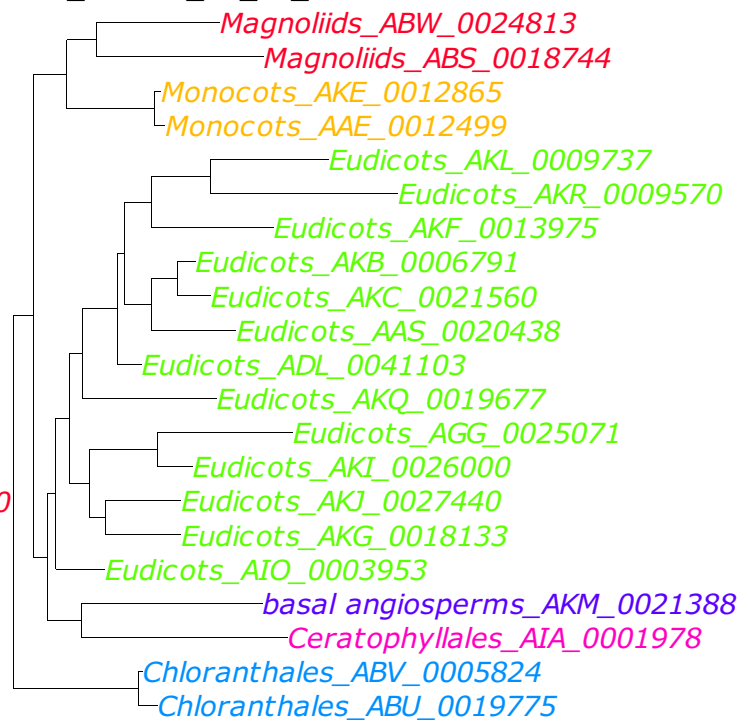 Magnoliids_ABW_0024813
Magnoliids_ABS_0018744
Monocots_AKE_0012865
Monocots_AAE_0012499
Eudicots_AKL_0009737
Eudicots_AKR_0009570
Eudicots_AKF_0013975
Eudicots_AKB_0006791
Eudicots_AKC_0021560
Eudicots_AAS_0020438
Eudicots_ADL_0041103
Eudicots_AKQ_0019677
Eudicots_AGG_0025071
Eudicots_AKI_0026000
0
Eudicots_AKJ_0027440
Eudicots_AKG_0018133
Eudicots_AIO_0003953
basal angiosperms_AKM_0021388
Ceratophyllales_AIA_0001978
Chloranthales_ABV_0005824
Chloranthales_ABU_0019775